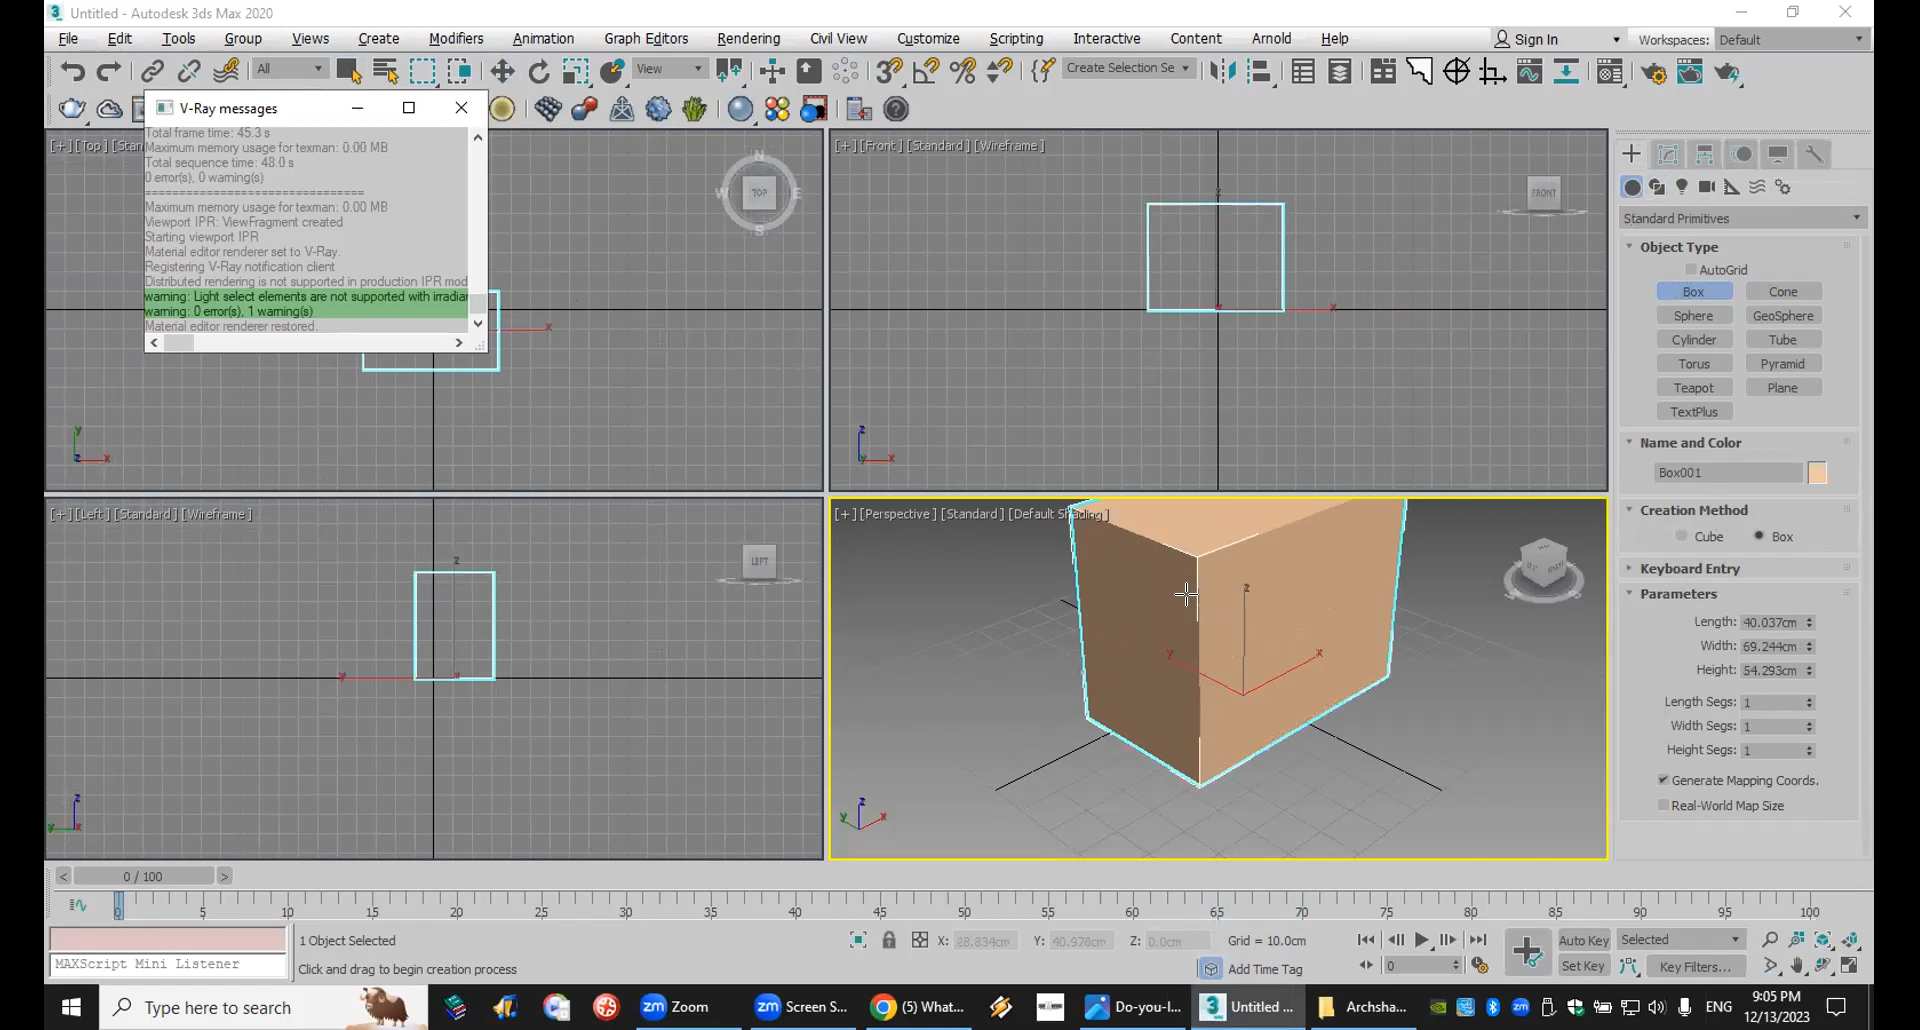 Untitled - Autodesk 3ds Max 2020
File Edit Tools Group Views Create Modifiers Animation Graph Editors Rendering Civil View Customize Scripting Interactive Content Arnold Help Sign In Workspaces: Default
All View Create Selection Se
V-Ray messages
Total frame time: 45.3 s
Maximum memory usage for texman: 0.00 MB
Total sequence time: 48.0 s
0 error(s), 0 warning(s)
==============================
Maximum memory usage for texman: 0.00 MB
Viewport IPR: ViewFragment created
Starting viewport IPR
Material editor renderer set to V-Ray.
Registering V-Ray notification client
Distributed rendering is not supported in production IPR mod
warning: Light select elements are not supported with irradian
warning: 0 error(s), 1 warning(s)
Material editor renderer restored.
[+] [Top] [Stan
N
W TOP E
S
x
y
z x
[+] [Front] [Standard] [Wireframe]
FRONT
z
x x
z
y x
[+] [Left] [Standard] [Wireframe]
LEFT
z
y x
z
y x
[+] [Perspective] [Standard] [Default Shading]
z
y x
z
y x
Standard Primitives
Object Type
AutoGrid
Box Cone
Sphere GeoSphere
Cylinder Tube
Torus Pyramid
Teapot Plane
TextPlus
Name and Color
Box001
Creation Method
Cube Box
Keyboard Entry
Parameters
Length: 40.037cm
Width: 69.244cm
Height: 54.293cm
Length Segs: 1
Width Segs: 1
Height Segs: 1
Generate Mapping Coords.
Real-World Map Size
< 0 / 100 >
0 5 10 15 20 25 30 35 40 45 50 55 60 65 70 75 80 85 90 95 100
1 Object Selected X: 28.834cm Y: 40.976cm Z: 0.0cm Grid = 10.0cm Auto Key Selected
MAXScript Mini Listener Click and drag to begin creation process Add Time Tag 0 Set Key Key Filters...
Type here to search zm Zoom zm Screen S... (5) What... Do-you-I... 3 Untitled ... Archsha... zm ENG 9:05 PM
12/13/2023